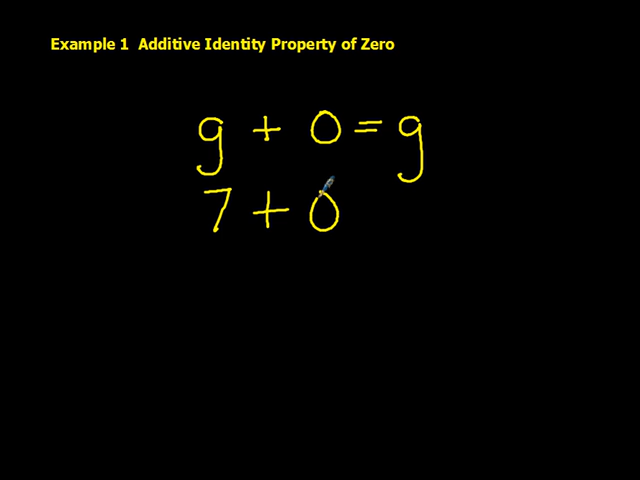 Example 1 Additive Identity Property of Zero
g + 0 = g
7 + 0